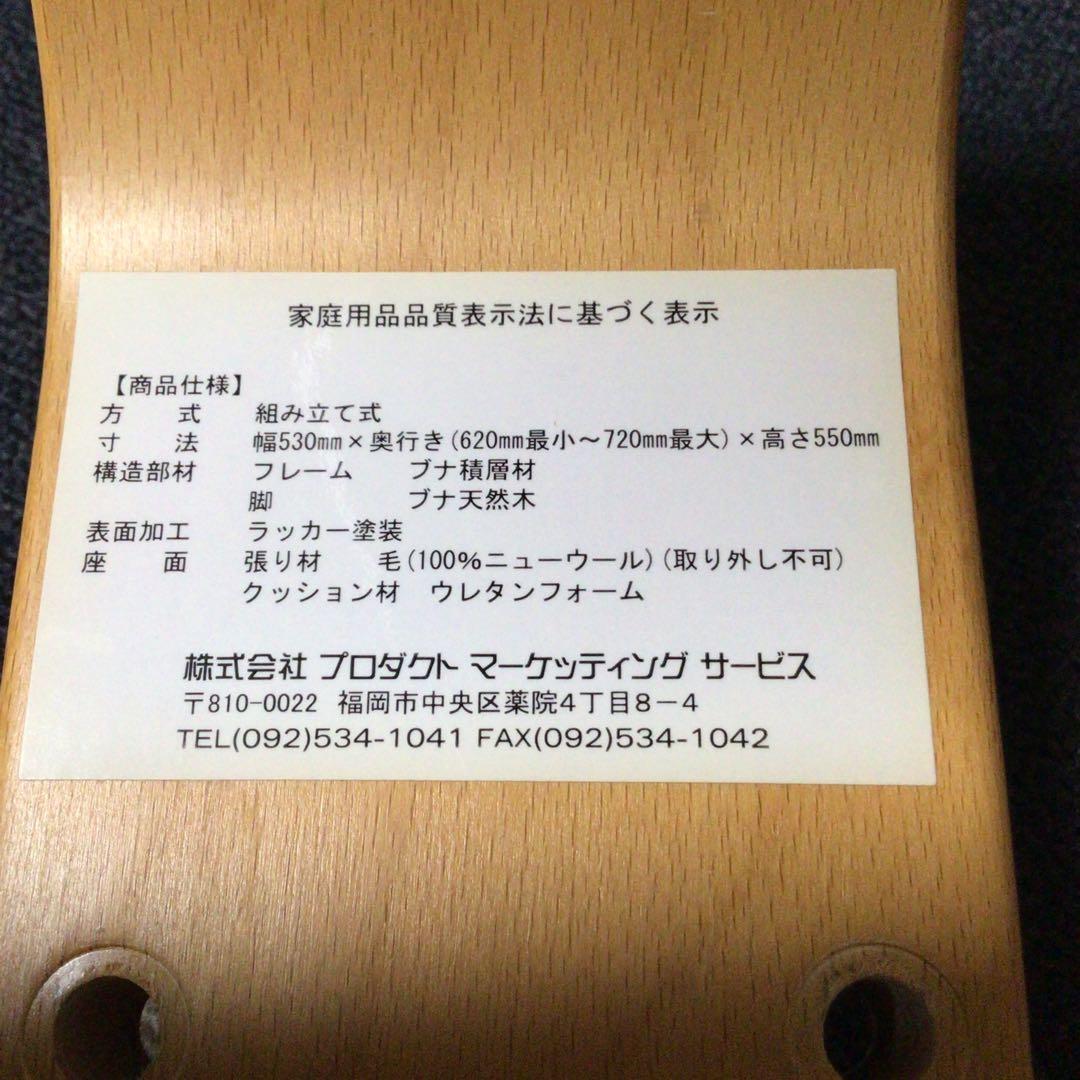 家庭用品品質表示法に基づく表示
【商品仕様】
方 式 組み立て式
寸 法 幅530mm×奥行き(620mm最小～720mm最大)×高さ550mm
構造部材 フレーム ブナ積層材
脚 ブナ天然木
表面加工 ラッカー塗装
座 面 張り材 毛(100%ニューウール)(取り外し不可)
クッション材 ウレタンフォーム
株式会社 プロダクト マーケッティング サービス
〒810-0022 福岡市中央区薬院4丁目8-4
TEL(092)534-1041 FAX(092)534-1042